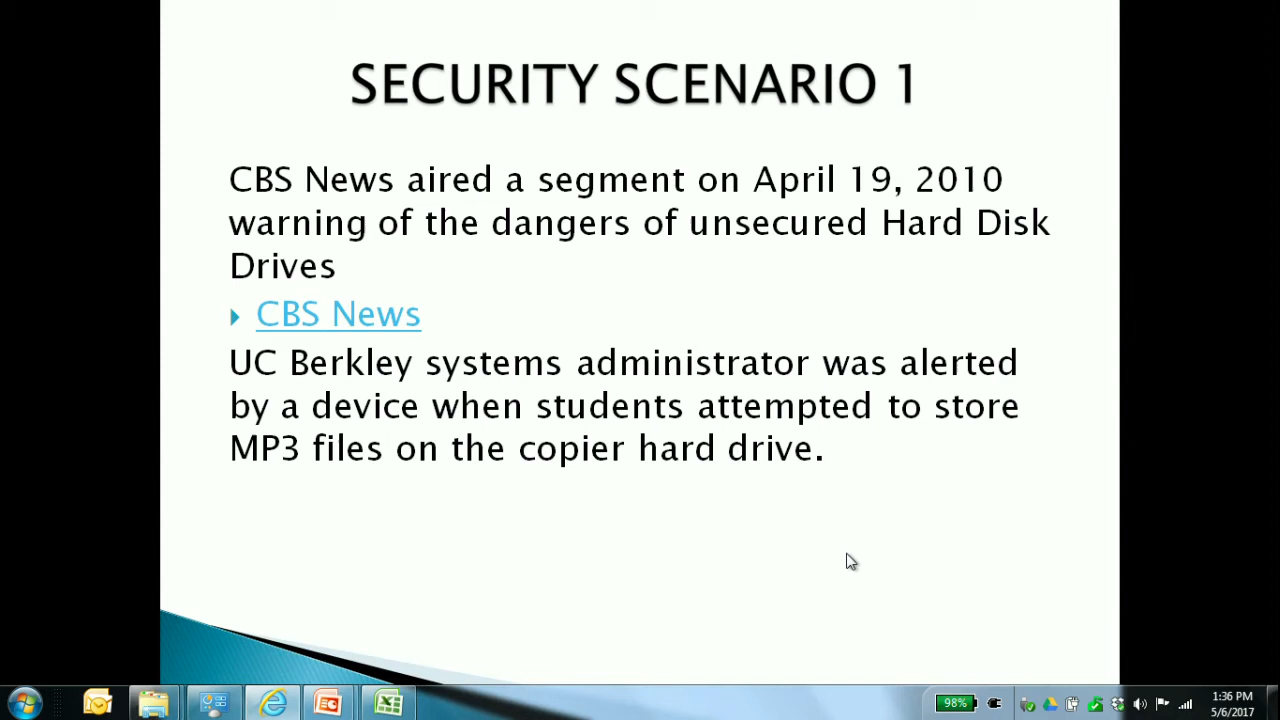 SECURITY SCENARIO 1
CBS News aired a segment on April 19, 2010
warning of the dangers of unsecured Hard Disk
Drives
CBS News
UC Berkley systems administrator was alerted
by a device when students attempted to store
MP3 files on the copier hard drive.
98%
1:36 PM
5/6/2017